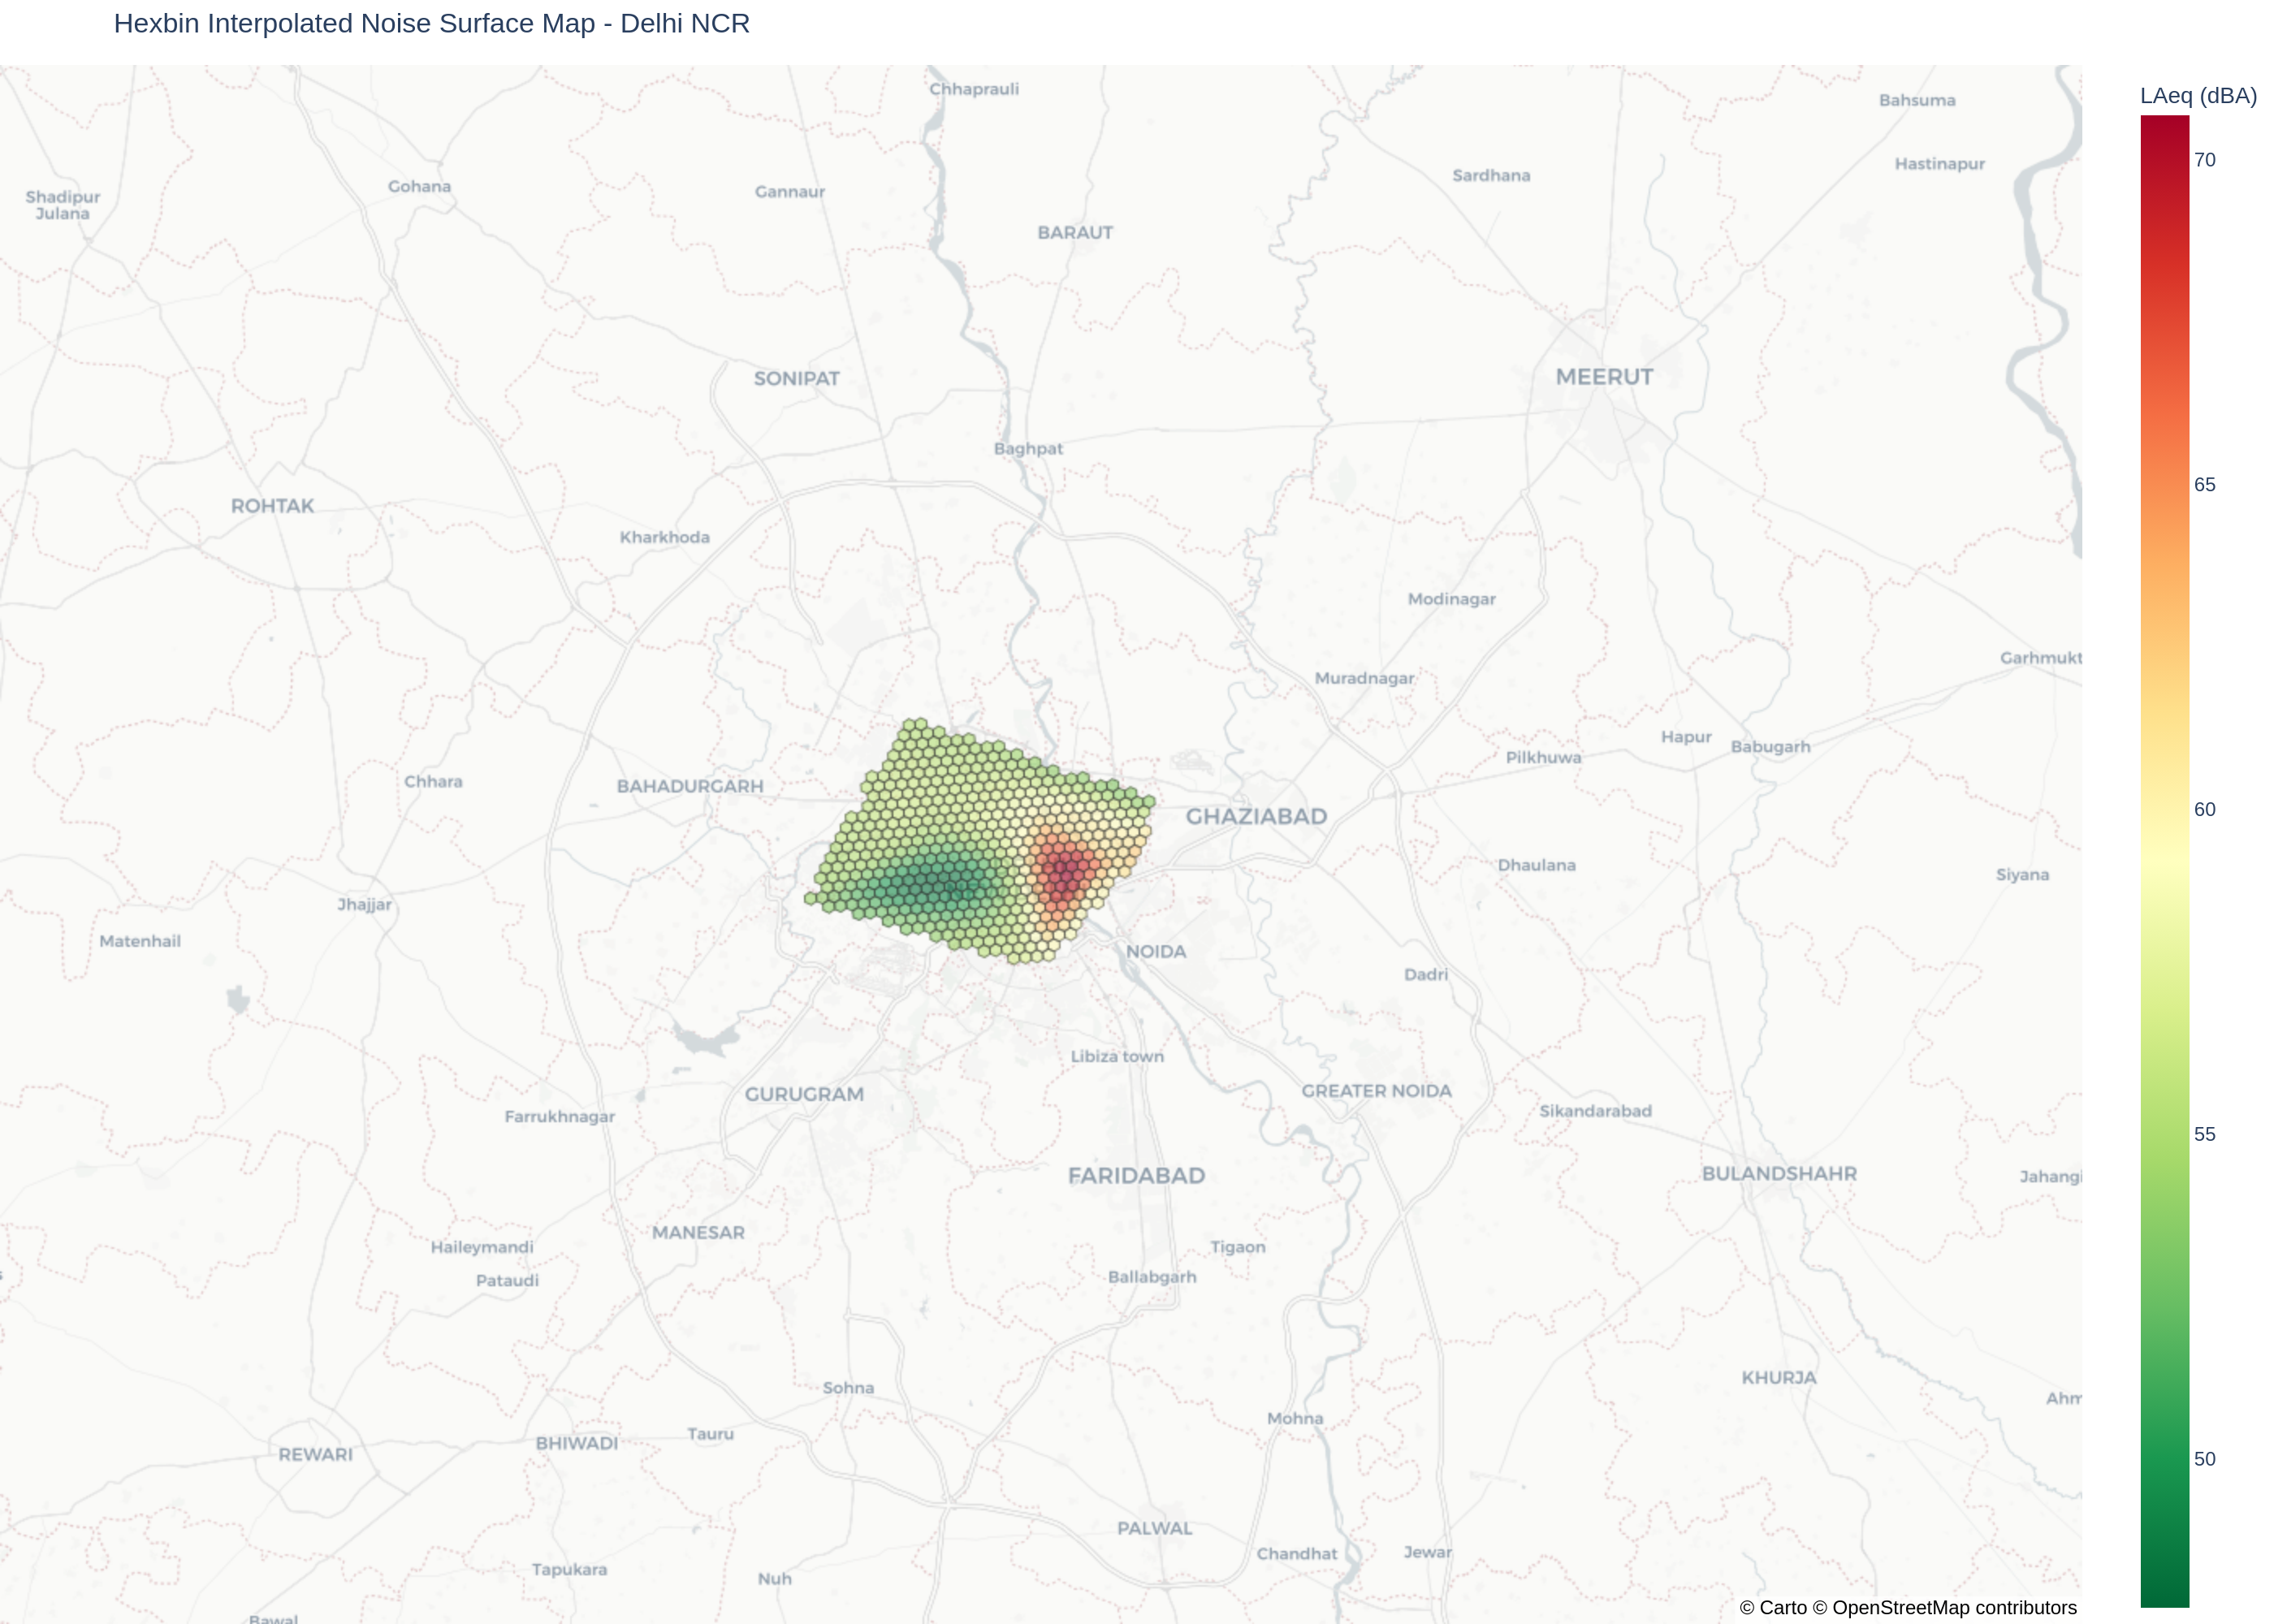 Hexbin Interpolated Noise Surface Map - Delhi NCR
LAeq (dBA)
70
65
60
55
50
Chhaprauli
Bahsuma
Hastinapur
Sardhana
Shadipur
Julana
Gohana
Gannaur
BARAUT
SONIPAT
MEERUT
Baghpat
ROHTAK
Kharkhoda
Modinagar
Garhmukt
Muradnagar
Hapur
Babugarh
Pilkhuwa
Chhara
BAHADURGARH
GHAZIABAD
Dhaulana
Siyana
Jhajjar
Matenhail
NOIDA
Dadri
Libiza town
GURUGRAM
GREATER NOIDA
Farrukhnagar
Sikandarabad
FARIDABAD
BULANDSHAHR
Jahangi
MANESAR
Haileymandi
Tigaon
Pataudi
Ballabgarh
KHURJA
Sohna
Ahm
Mohna
Tauru
BHIWADI
REWARI
PALWAL
Chandhat
Jewar
Tapukara
Nuh
Bawal
© Carto © OpenStreetMap contributors